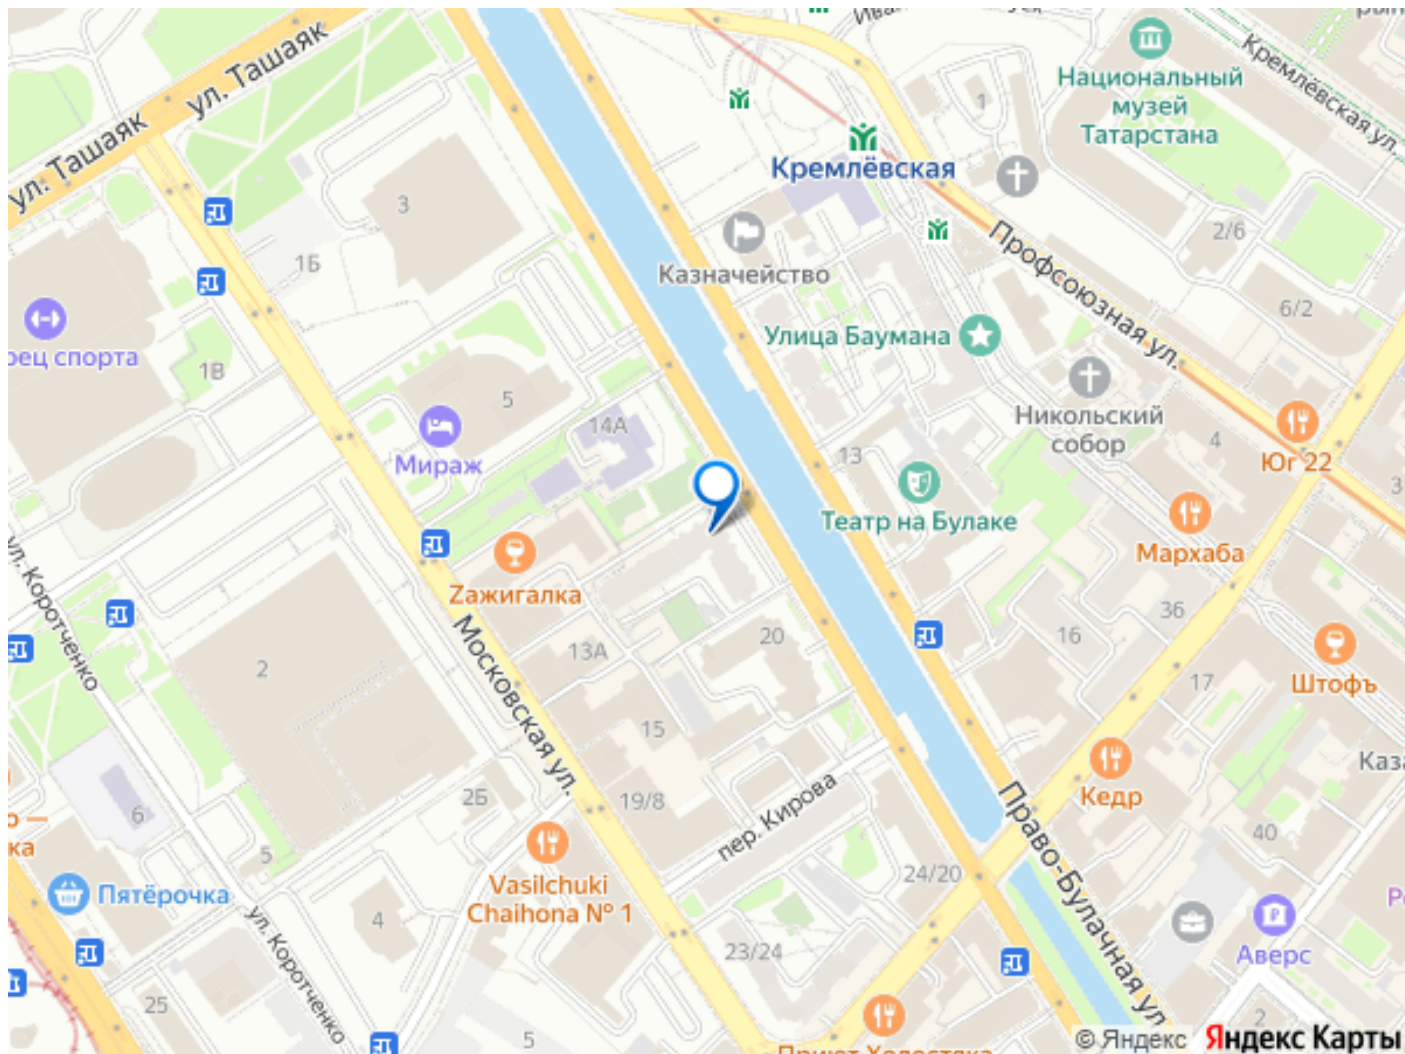 ул. Ташаяк
ул. Ташаяк
Национальный
музей
Татарстана
Кремлёвская ул.
1
Кремлёвская
3
2/6
Казначейство
1Б
Профсоюзная ул.
6/2
Улица Баумана
1В
5
Никольский
собор
14А
Мираж
13
4
Юг 22
3
Театр на Булаке
Мархаба
Zажигалка
ул. Коротченко
36
16
20
13А
2
Московская ул.
17
Штофъ
15
Кедр
2Б
19/8
пер. Кирова
6
Право-Булачная ул.
40
5
24/20
Vasilchuki
Chaihona № 1
Пятёрочка
4
ул. Коротченко
23/24
Аверс
25
5
2
© Яндекс Яндекс Карты